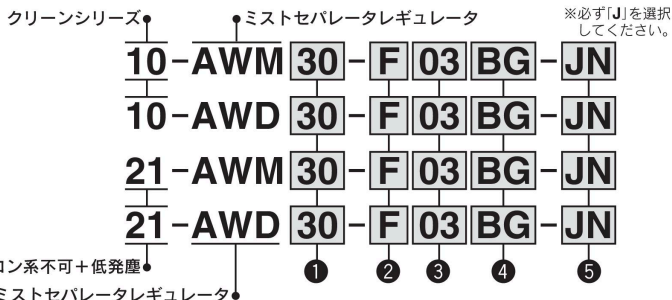 クリーンシリーズ ミストセパレータレギュレータ
※必ず「J」を選択
してください。
10-AWM 30-F 03 BG-JN
10-AWD 30-F 03 BG-JN
21-AWM 30-F 03 BG-JN
21-AWD 30-F 03 BG-JN
コン系不可+低発塵
❶ ❷ ❸ ❹ ❺
ミストセパレータレギュレータ